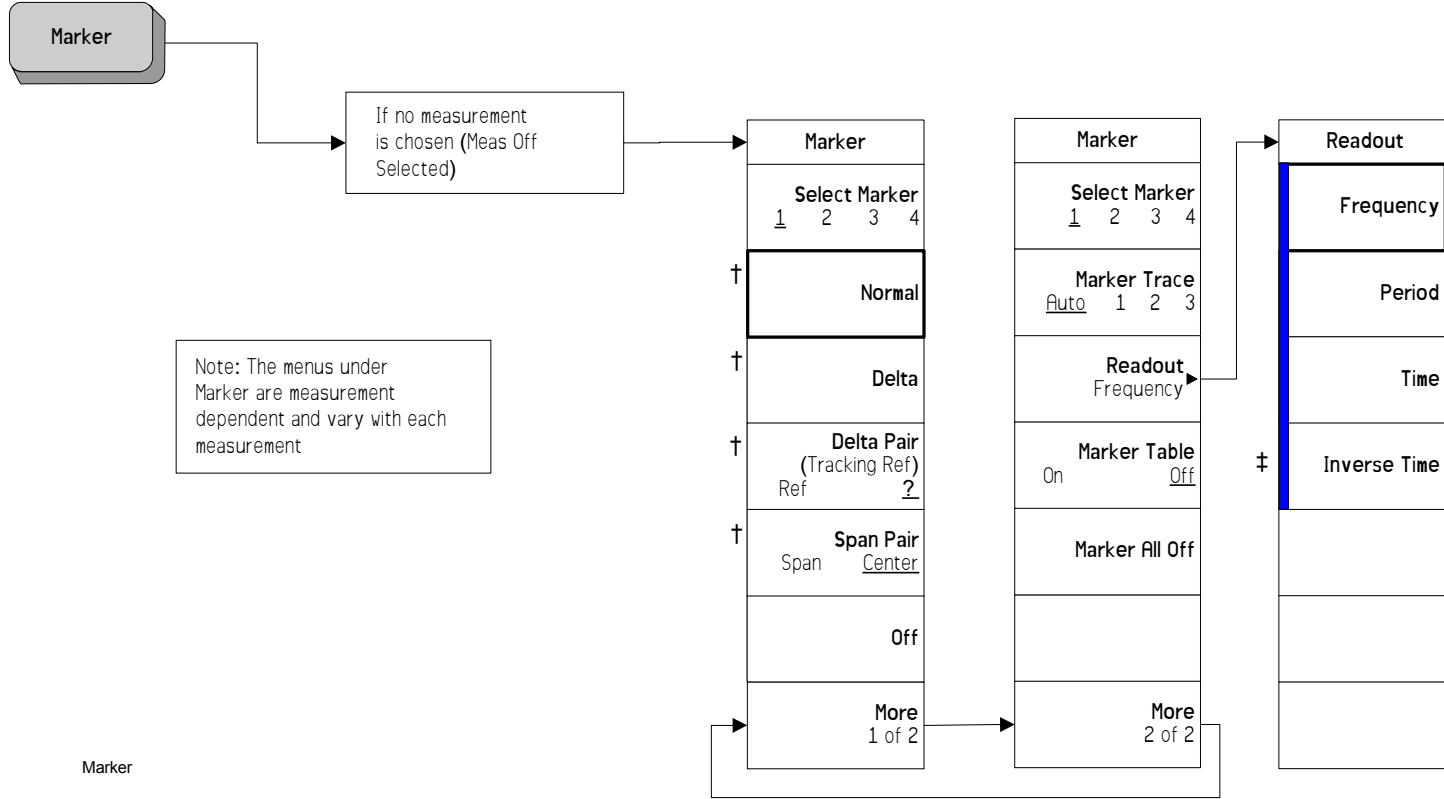 Marker
If no measurement
is chosen (Meas Off
Selected)
Note: The menus under
Marker are measurement
dependent and vary with each
measurement
Marker
Select Marker
1 2 3 4
†
Normal
†
Delta
†
Delta Pair
(Tracking Ref)
Ref ?
†
Span Pair
Span Center
Off
More
1 of 2
Marker
Select Marker
1 2 3 4
Marker Trace
Auto 1 2 3
Readout
Frequency
Marker Table
On Off
Marker All Off
More
2 of 2
Readout
Frequency
Period
Time
‡
Inverse Time
Marker